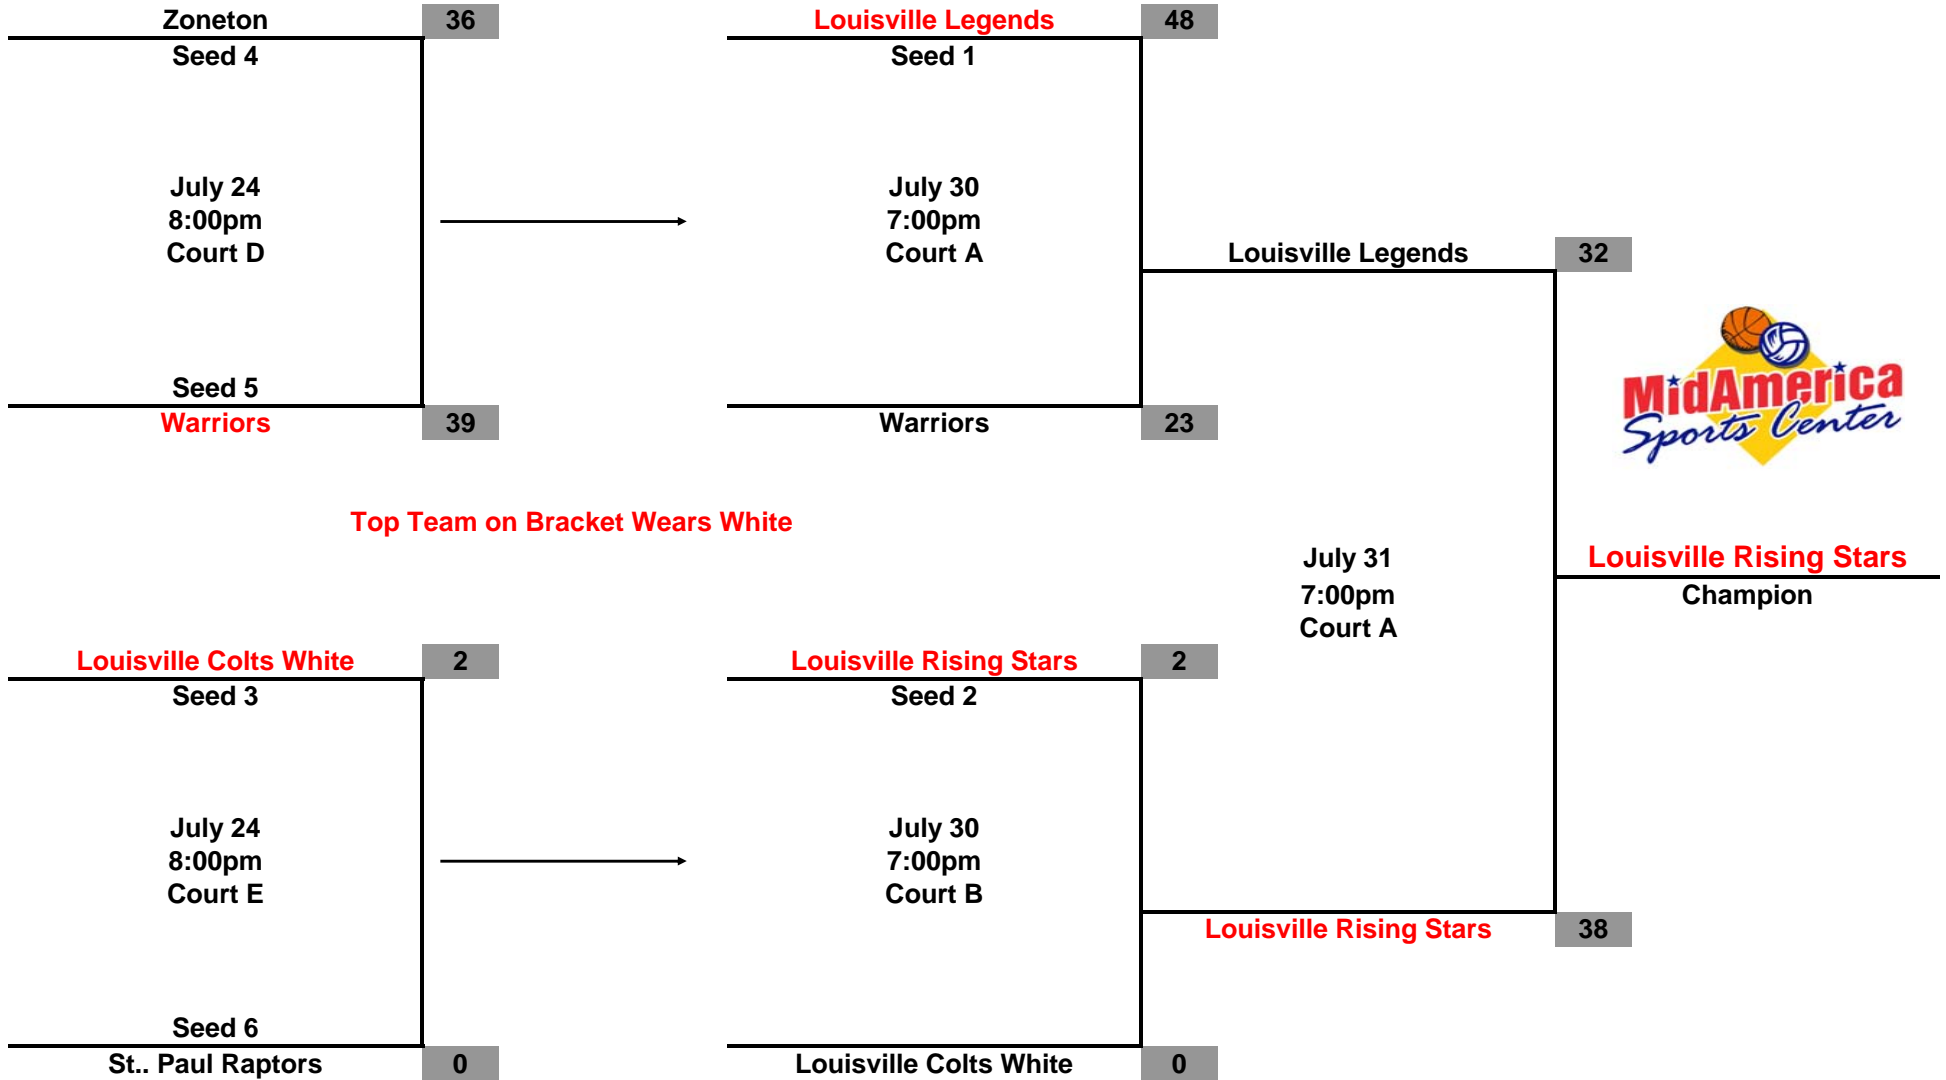 Zoneton 36
Seed 4
July 24
8:00pm
Court D
Seed 5
Warriors 39
Louisville Legends 48
Seed 1
July 30
7:00pm
Court A
Warriors 23
Louisville Legends 32
MidAmerica
Sports Center
Top Team on Bracket Wears White
July 31
7:00pm
Court A
Louisville Rising Stars
Champion
Louisville Colts White 2
Seed 3
July 24
8:00pm
Court E
Seed 6
St.. Paul Raptors 0
Louisville Rising Stars 2
Seed 2
July 30
7:00pm
Court B
Louisville Colts White 0
Louisville Rising Stars 38